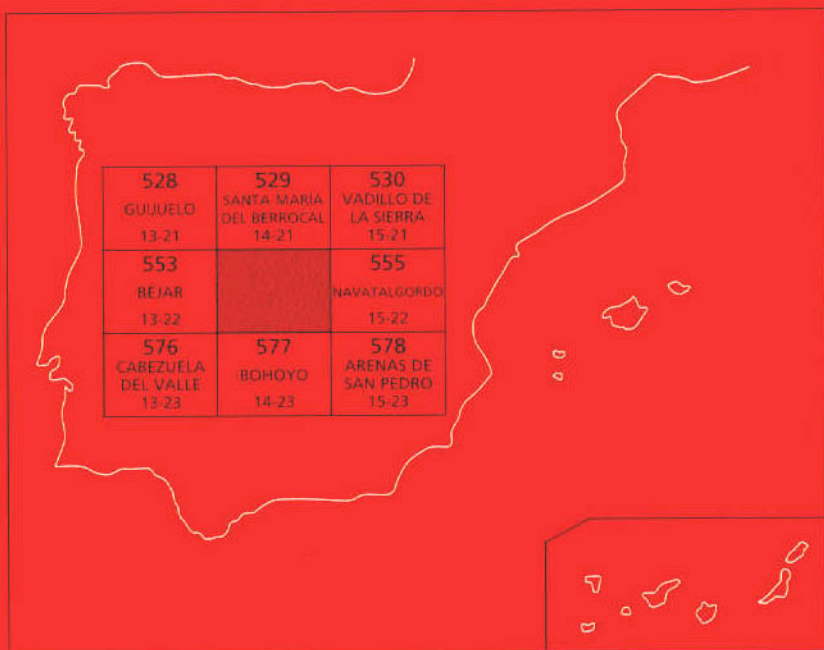 528
GUIJUELO
13-21
529
SANTA MARIA
DEL BERROCAL
14-21
530
VADILLO DE
LA SIERRA
15-21
553
BÉJAR
13-22
555
NAVATALGORDO
15-22
576
CABEZUELA
DEL VALLE
13-23
577
BOHOYO
14-23
578
ARENAS DE
SAN PEDRO
15-23